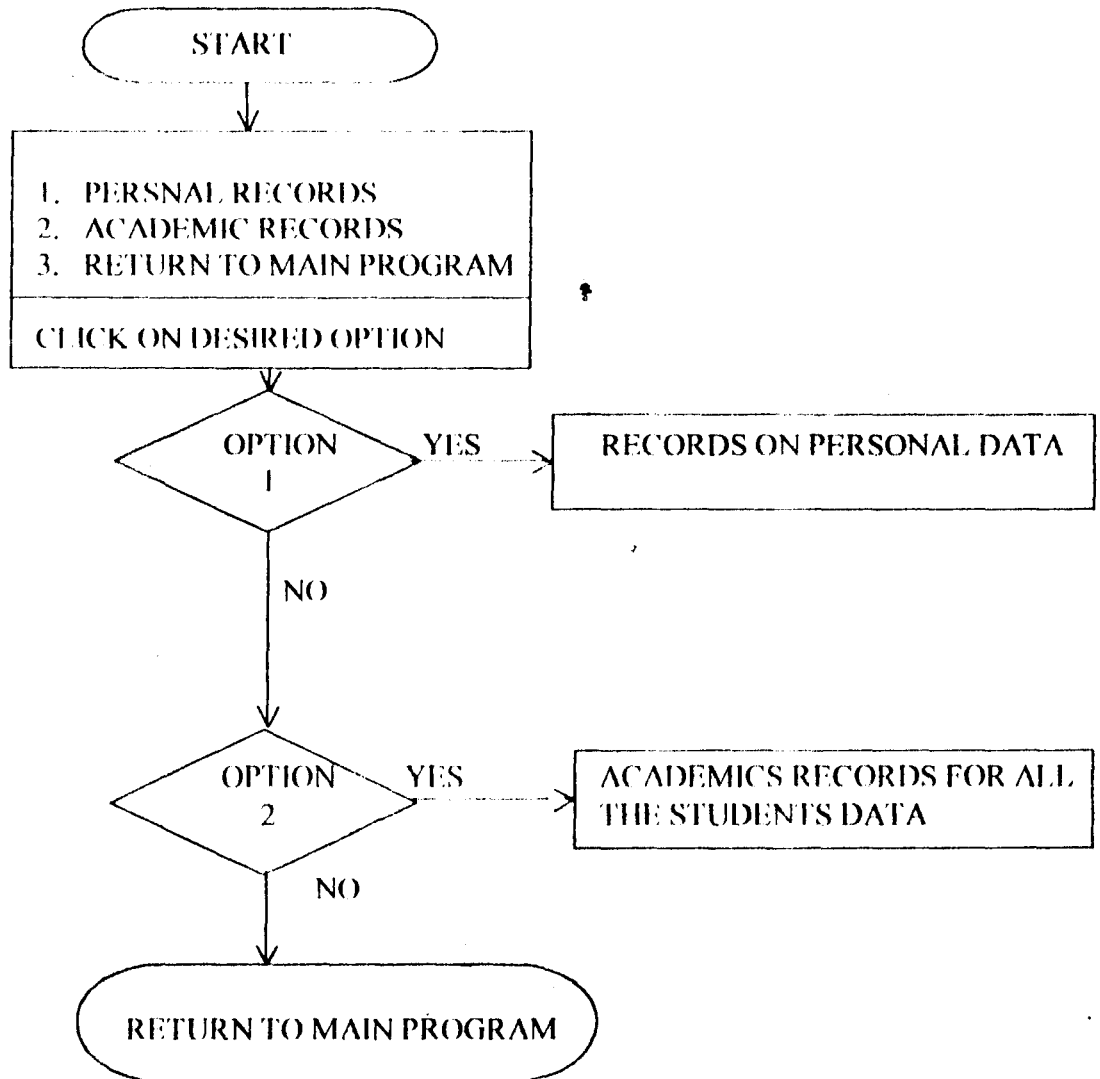 START
1. PERSNAL RECORDS
2. ACADEMIC RECORDS
3. RETURN TO MAIN PROGRAM
CLICK ON DESIRED OPTION
OPTION
1
YES
RECORDS ON PERSONAL DATA
NO
OPTION
2
YES
ACADEMICS RECORDS FOR ALL
THE STUDENTS DATA
NO
RETURN TO MAIN PROGRAM